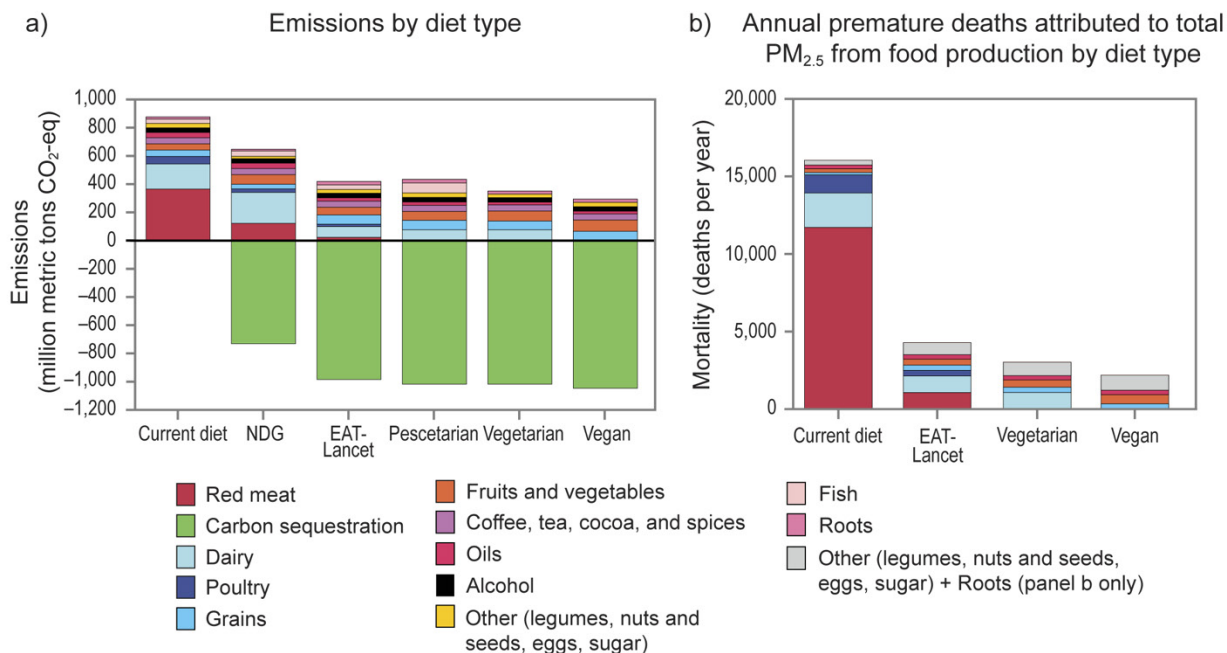 a) Emissions by diet type
Emissions
(million metric tons CO₂-eq)
1,000
800
600
400
200
0
−200
−400
−600
−800
−1,000
−1,200
Current diet
NDG
EAT-
Lancet
Pescetarian
Vegetarian
Vegan
b) Annual premature deaths attributed to total
PM₂.₅ from food production by diet type
Mortality (deaths per year)
20,000
15,000
10,000
5,000
0
Current diet
EAT-
Lancet
Vegetarian
Vegan
Red meat
Carbon sequestration
Dairy
Poultry
Grains
Fruits and vegetables
Coffee, tea, cocoa, and spices
Oils
Alcohol
Other (legumes, nuts and
seeds, eggs, sugar)
Fish
Roots
Other (legumes, nuts and seeds,
eggs, sugar) + Roots (panel b only)